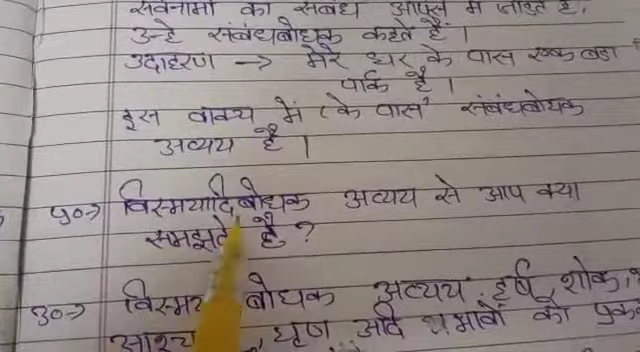 सर्वनामों का संबंध आपस में जोड़ते है,
उन्हे संबंधबोधक कहते हैं।
उदाहरण → मेरे घर के पास एक बडा
पार्क है।
इस वाक्य में 'के पास' संबंधबोधक
अव्यय है।
प्र०→ विस्मयादिबोधक अव्यय से आप क्या
समझते है?
उ०→ बोधक अव्यय हर्ष, शोक,
घृणा आदि भावों को